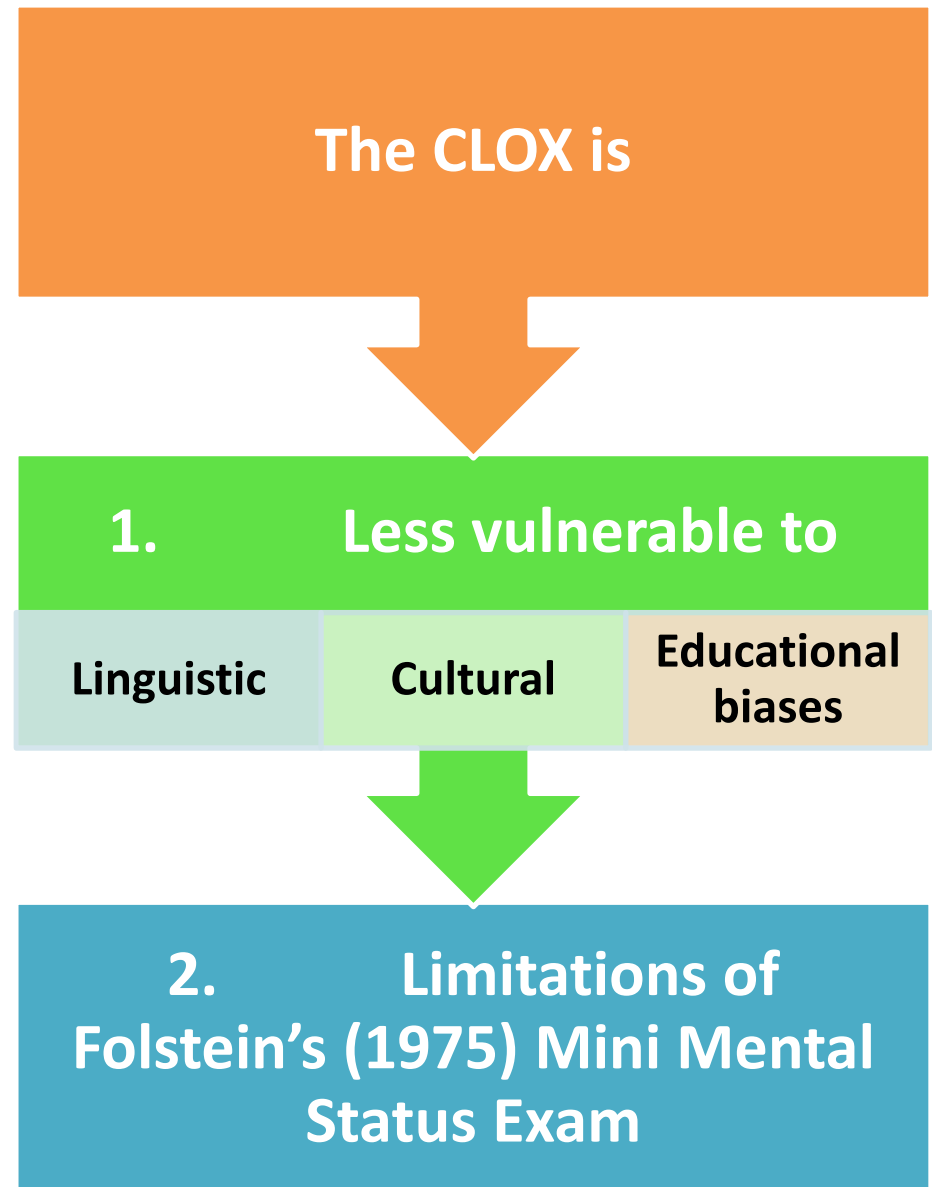 The CLOX is
1. Less vulnerable to
Linguistic
Cultural
Educational
biases
2. Limitations of
Folstein’s (1975) Mini Mental
Status Exam